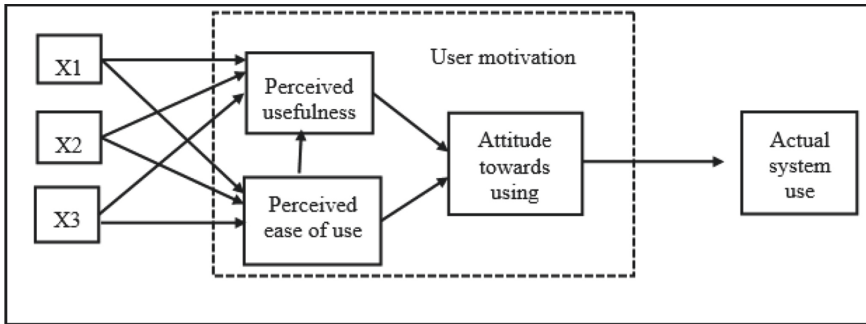 X1
X2
X3
Perceived
usefulness
Perceived
ease of use
User motivation
Attitude
towards
using
Actual
system
use